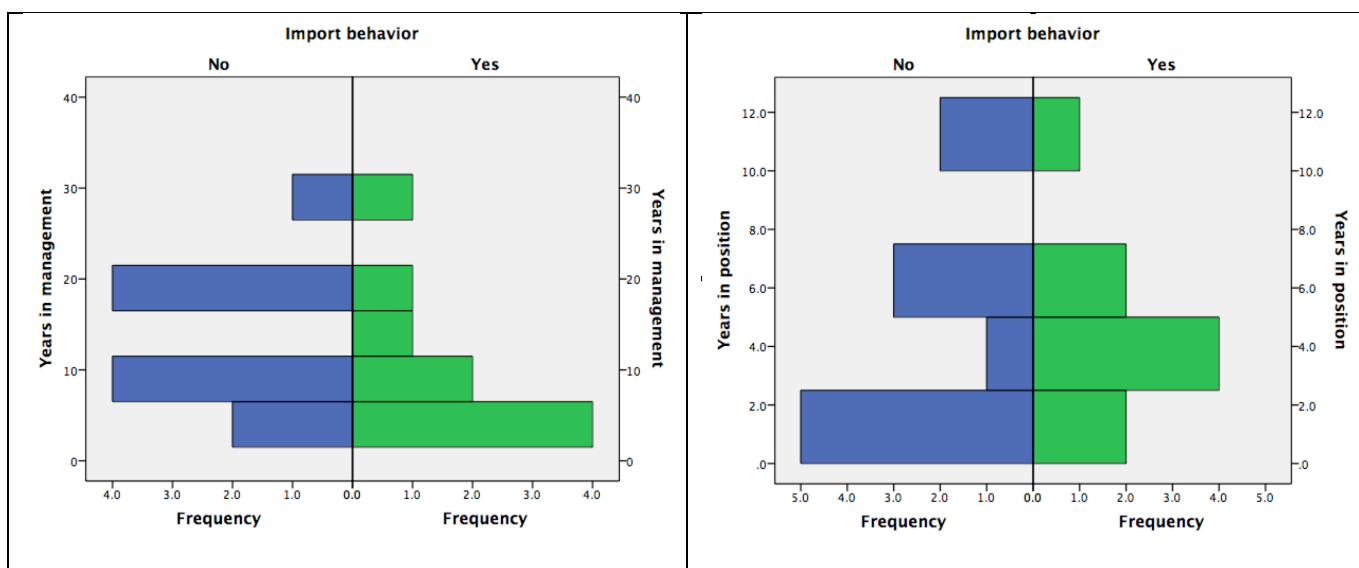 Import behavior
No Yes
40 40
30 30
20 20
10 10
0 0
Years in management
Years in management
4.0 3.0 2.0 1.0 0.0 1.0 2.0 3.0 4.0
Frequency Frequency
Import behavior
No Yes
12.0 12.0
10.0 10.0
8.0 8.0
6.0 6.0
4.0 4.0
2.0 2.0
.0 .0
Years in position
Years in position
5.0 4.0 3.0 2.0 1.0 0.0 1.0 2.0 3.0 4.0 5.0
Frequency Frequency